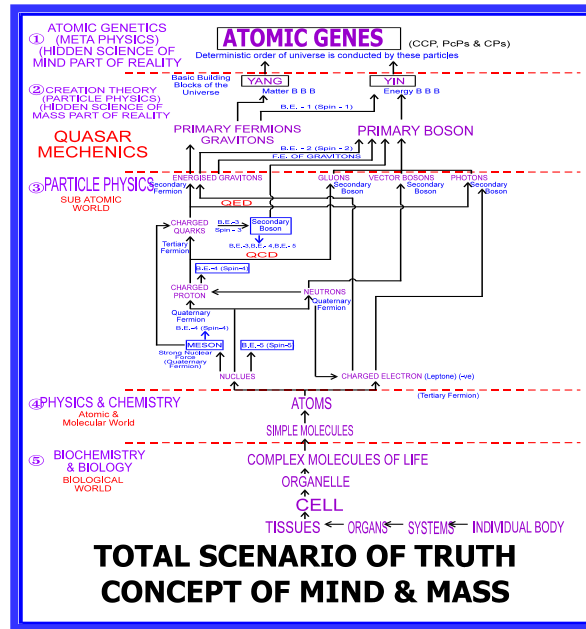 ① ATOMIC GENETICS
(META PHYSICS)
(HIDDEN SCIENCE OF
MIND PART OF REALITY
ATOMIC GENES
(CCP, PcPs & CPs)
Deterministic order of universe is conducted by these particles
② CREATION THEORY
(PARTICLE PHYSICS)
(HIDDEN SCIENCE OF
MASS PART OF REALITY
Basic Building
Blocks of the
Universe
YANG
Matter B B B
YIN
Energy B B B
B.E. - 1 (Spin - 1)
QUASAR
MECHENICS
PRIMARY FERMIONS
GRAVITONS
PRIMARY BOSON
B.E. - 2 (Spin - 2)
F.E. OF GRAVITONS
③ PARTICLE PHYSICS
SUB ATOMIC
WORLD
ENERGISED GRAVITONS
Secondary
Fermion
GLUONS
Secondary
Boson
VECTOR BOSONS
Secondary
Boson
PHOTONS
Secondary
Boson
QED
CHARGED
QUARKS
Tertiary
Fermion
B.E.-3
Spin - 3
Secondary
Boson
B.E.-3,B.E.- 4,B.E.- 5
QCD
B.E.-4 (Spin-4)
CHARGED
PROTON
Quaternary
Fermion
NEUTRONS
Quaternary
Fermion
B.E.-4 (Spin-4)
MESON
Strong Nuclear
Force
(Quaternary
Fermion)
B.E.-5 (Spin-5
NUCLUES
CHARGED ELECTRON (Leptone) (-ve)
(Tertiary Fermion)
④ PHYSICS & CHEMISTRY
Atomic &
Molecular World
ATOMS
SIMPLE MOLECULES
⑤ BIOCHEMISTRY
& BIOLOGY
BIOLOGICAL
WORLD
COMPLEX MOLECULES OF LIFE
ORGANELLE
CELL
TISSUES
ORGANS
SYSTEMS
INDIVIDUAL BODY
TOTAL SCENARIO OF TRUTH
CONCEPT OF MIND & MASS